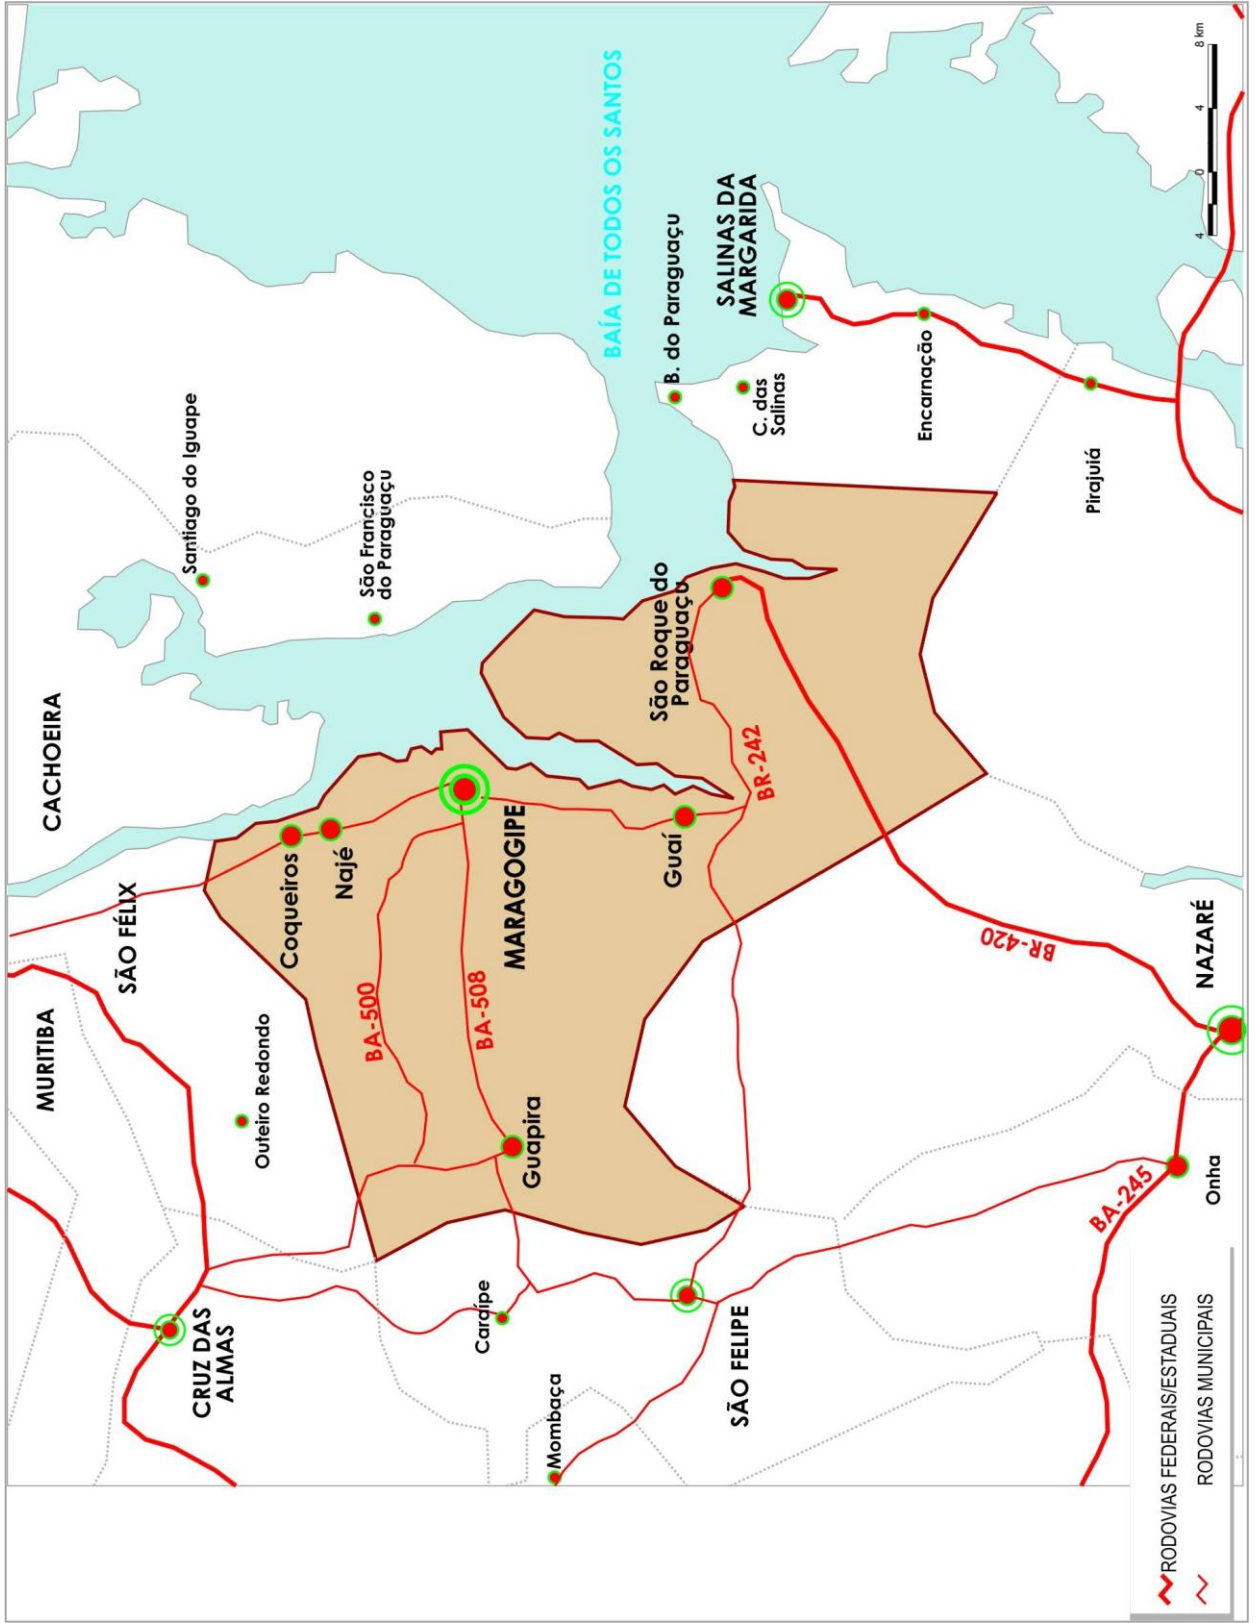 CACHOEIRA
SÃO FÉLIX
MURITIBA
Santiago do Iguape
São Francisco
do Paraguaçu
Outeiro Redondo
CRUZ DAS
ALMAS
Coqueiros
Najé
BA-500
BA-508
MARAGOGIPE
Guapira
Caraípe
Mombaça
BAÍA DE TODOS OS SANTOS
B. do Paraguaçu
SALINAS DA
MARGARIDA
C. das
Salinas
São Roque do
Paraguaçu
Guaí
BR-242
SÃO FELIPE
Encarnação
Pirajuiá
BR-420
NAZARÉ
BA-245
Onha
4 0 4 8 km
RODOVIAS FEDERAIS/ESTADUAIS
RODOVIAS MUNICIPAIS